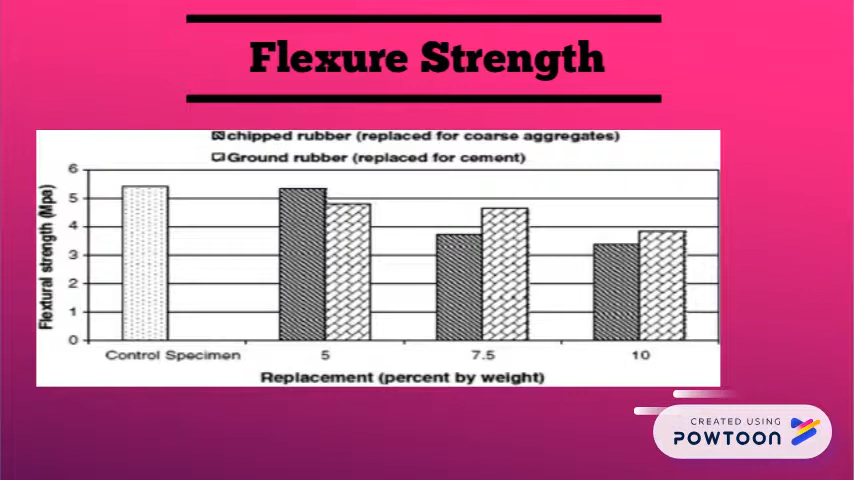 Flexure Strength
chipped rubber (replaced for coarse aggregates)
Ground rubber (replaced for cement)
6
5
4
3
2
1
0
Flextural strength (Mpa)
Control Specimen 5 7.5 10
Replacement (percent by weight)
CREATED USING
POWTOON